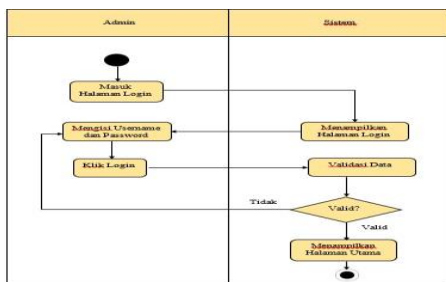 Admin
Sistem
Masuk
Halaman Login
Mengisi Username
dan Password
Menampilkan
Halaman Login
Klik Login
Validasi Data
Tidak
Valid?
Valid
Menampilkan
Halaman Utama